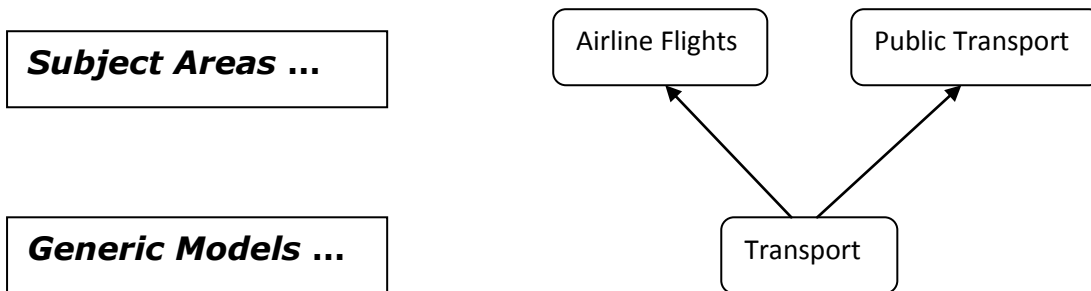 Airline Flights
Public Transport
Subject Areas ...
Generic Models ...
Transport